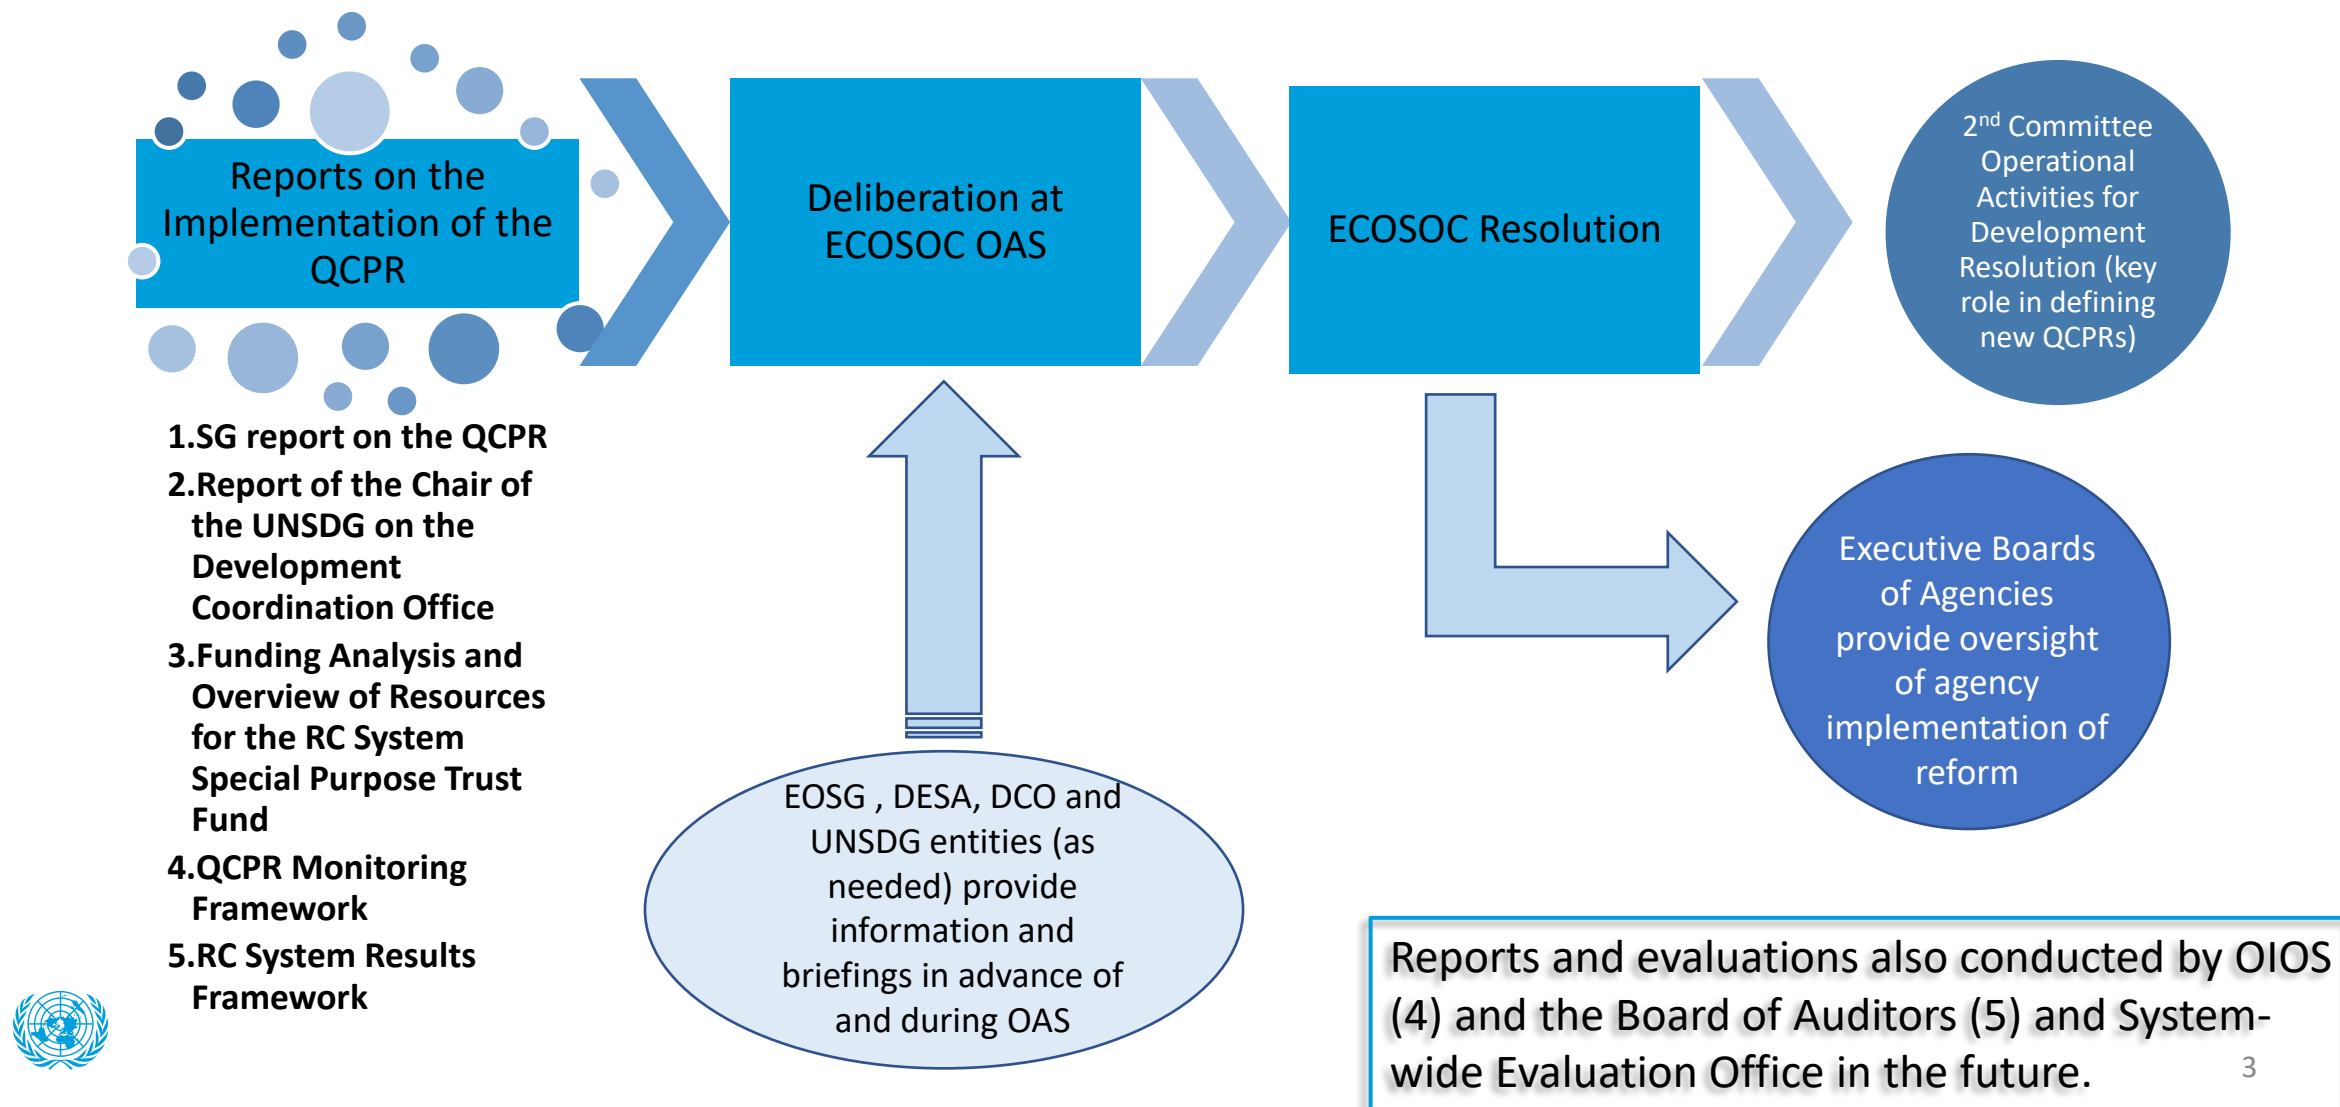 Reports on the
Implementation of the
QCPR
Deliberation at
ECOSOC OAS
ECOSOC Resolution
2nd Committee
Operational
Activities for
Development
Resolution (key
role in defining
new QCPRs)
1.SG report on the QCPR
2.Report of the Chair of
the UNSDG on the
Development
Coordination Office
3.Funding Analysis and
Overview of Resources
for the RC System
Special Purpose Trust
Fund
4.QCPR Monitoring
Framework
5.RC System Results
Framework
EOSG , DESA, DCO and
UNSDG entities (as
needed) provide
information and
briefings in advance of
and during OAS
Executive Boards
of Agencies
provide oversight
of agency
implementation of
reform
Reports and evaluations also conducted by OIOS
(4) and the Board of Auditors (5) and System-
wide Evaluation Office in the future.
3